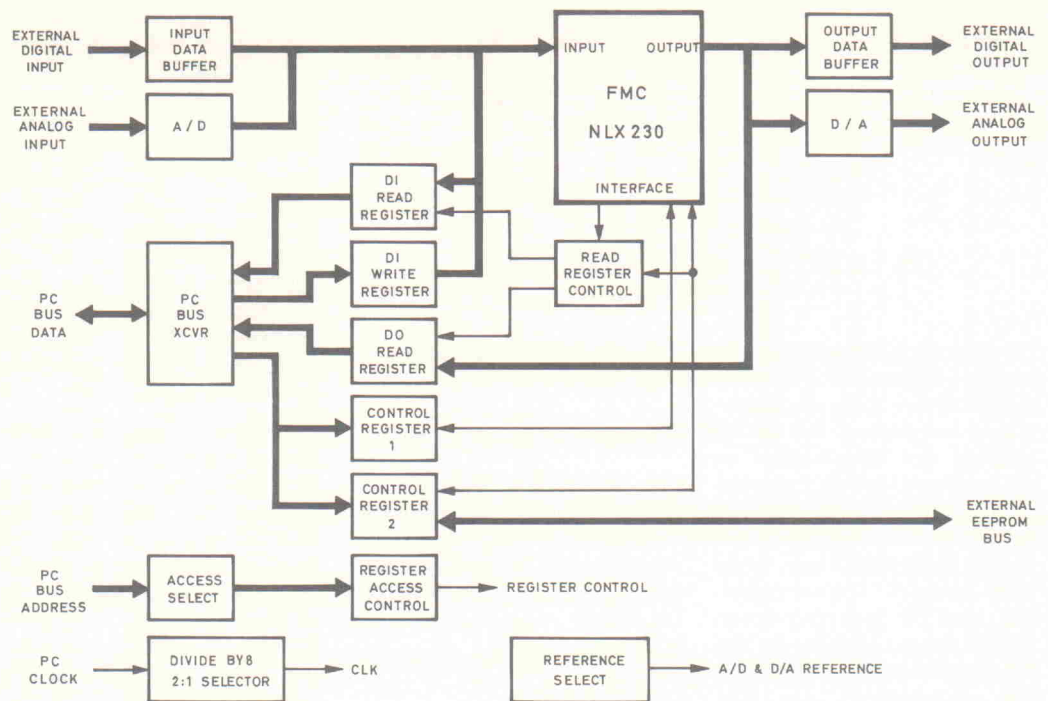 EXTERNAL
DIGITAL
INPUT
INPUT
DATA
BUFFER
INPUT
OUTPUT
FMC
NLX 230
INTERFACE
OUTPUT
DATA
BUFFER
EXTERNAL
DIGITAL
OUTPUT
EXTERNAL
ANALOG
INPUT
A / D
D / A
EXTERNAL
ANALOG
OUTPUT
DI
READ
REGISTER
DI
WRITE
REGISTER
READ
REGISTER
CONTROL
PC
BUS
DATA
PC
BUS
XCVR
DO
READ
REGISTER
CONTROL
REGISTER
1
CONTROL
REGISTER
2
EXTERNAL
EEPROM
BUS
PC
BUS
ADDRESS
ACCESS
SELECT
REGISTER
ACCESS
CONTROL
REGISTER CONTROL
PC
CLOCK
DIVIDE BY 8
2:1 SELECTOR
CLK
REFERENCE
SELECT
A/D & D/A REFERENCE